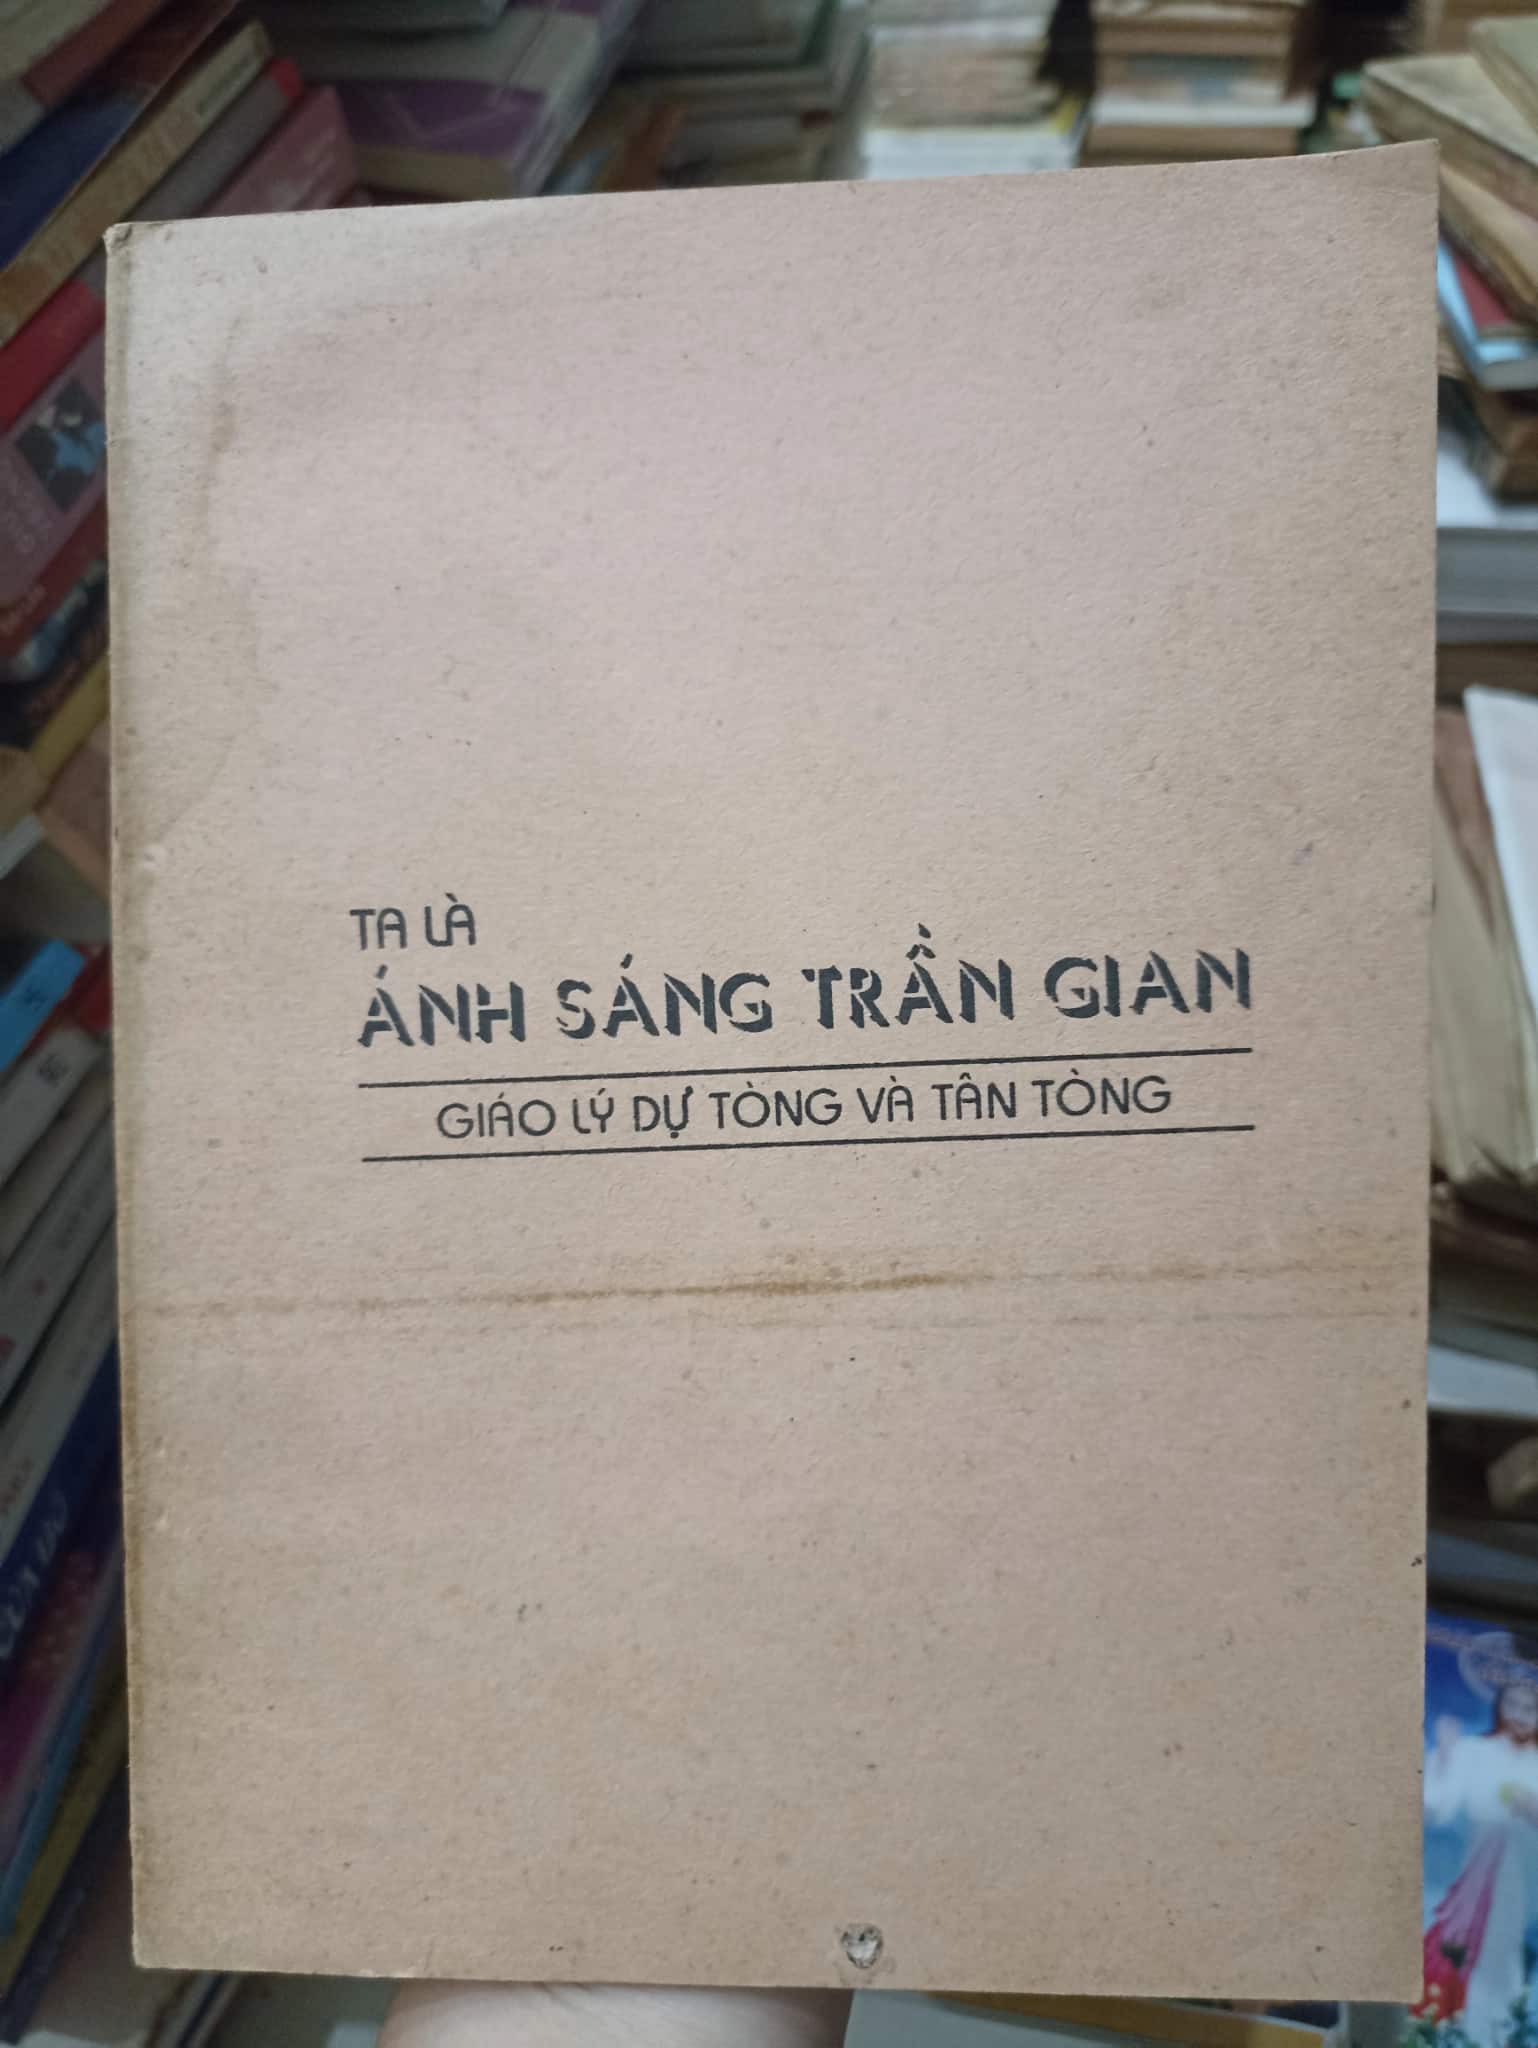 TA LÀ
ÁNH SÁNG TRẦN GIAN
GIÁO LÝ DỰ TÒNG VÀ TÂN TÒNG